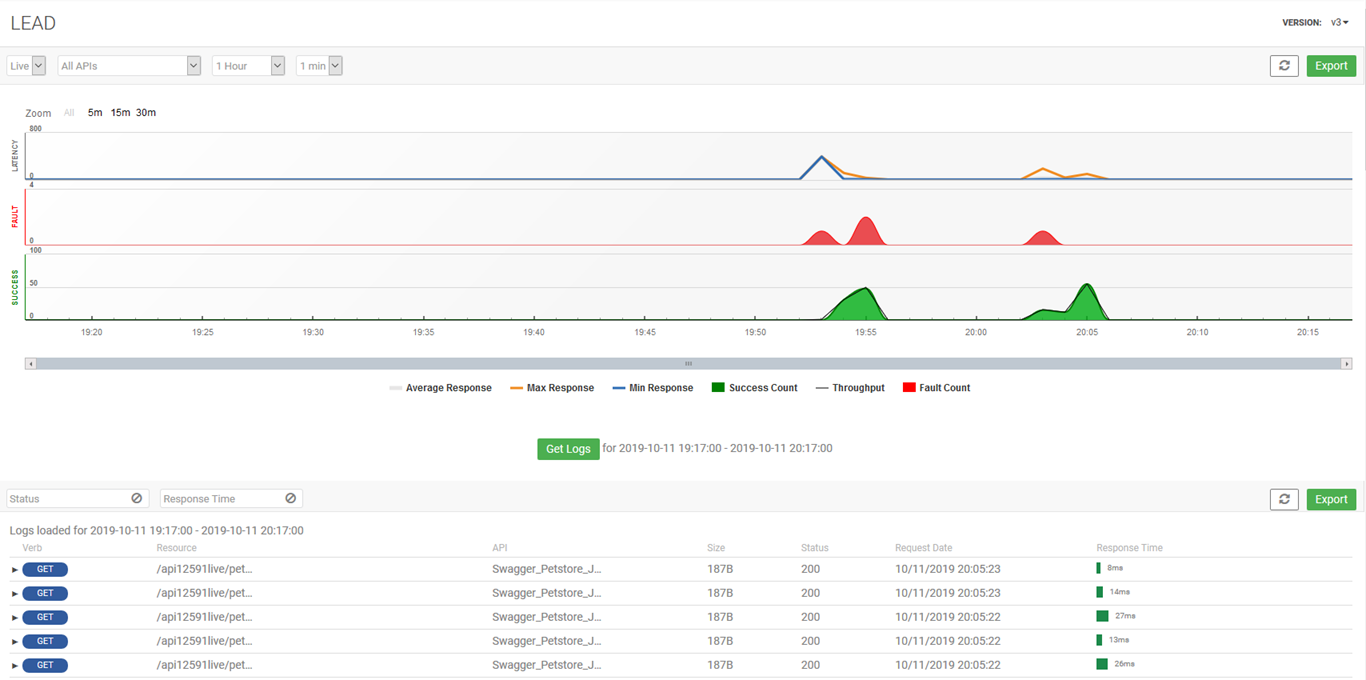 LEAD
VERSION: v3
Live All APIs 1 Hour 1 min Export
Zoom All 5m 15m 30m
LATENCY
800
0
FAULT
4
0
SUCCESS
100
50
0
19:20 19:25 19:30 19:35 19:40 19:45 19:50 19:55 20:00 20:05 20:10 20:15
Average Response Max Response Min Response Success Count Throughput Fault Count
Get Logs for 2019-10-11 19:17:00 - 2019-10-11 20:17:00
Status Response Time Export
Logs loaded for 2019-10-11 19:17:00 - 2019-10-11 20:17:00
Verb Resource API Size Status Request Date Response Time
GET /api12591live/pet... Swagger_Petstore_J... 187B 200 10/11/2019 20:05:23 8ms
GET /api12591live/pet... Swagger_Petstore_J... 187B 200 10/11/2019 20:05:23 14ms
GET /api12591live/pet... Swagger_Petstore_J... 187B 200 10/11/2019 20:05:22 27ms
GET /api12591live/pet... Swagger_Petstore_J... 187B 200 10/11/2019 20:05:22 13ms
GET /api12591live/pet... Swagger_Petstore_J... 187B 200 10/11/2019 20:05:22 26ms